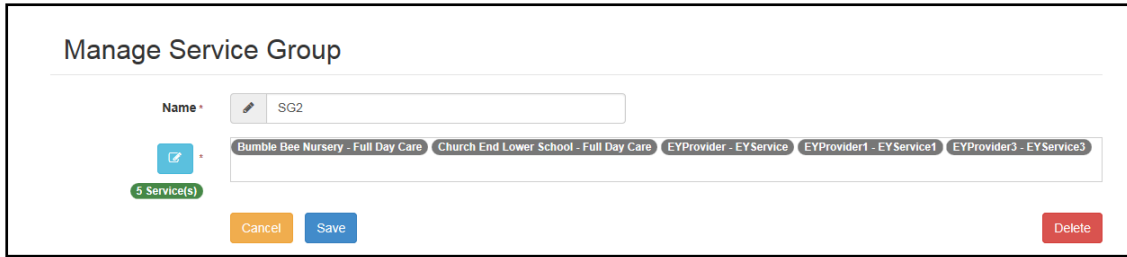 Manage Service Group
Name * SG2
* Bumble Bee Nursery - Full Day Care Church End Lower School - Full Day Care EYProvider - EYService EYProvider1 - EYService1 EYProvider3 - EYService3
5 Service(s)
Cancel Save Delete